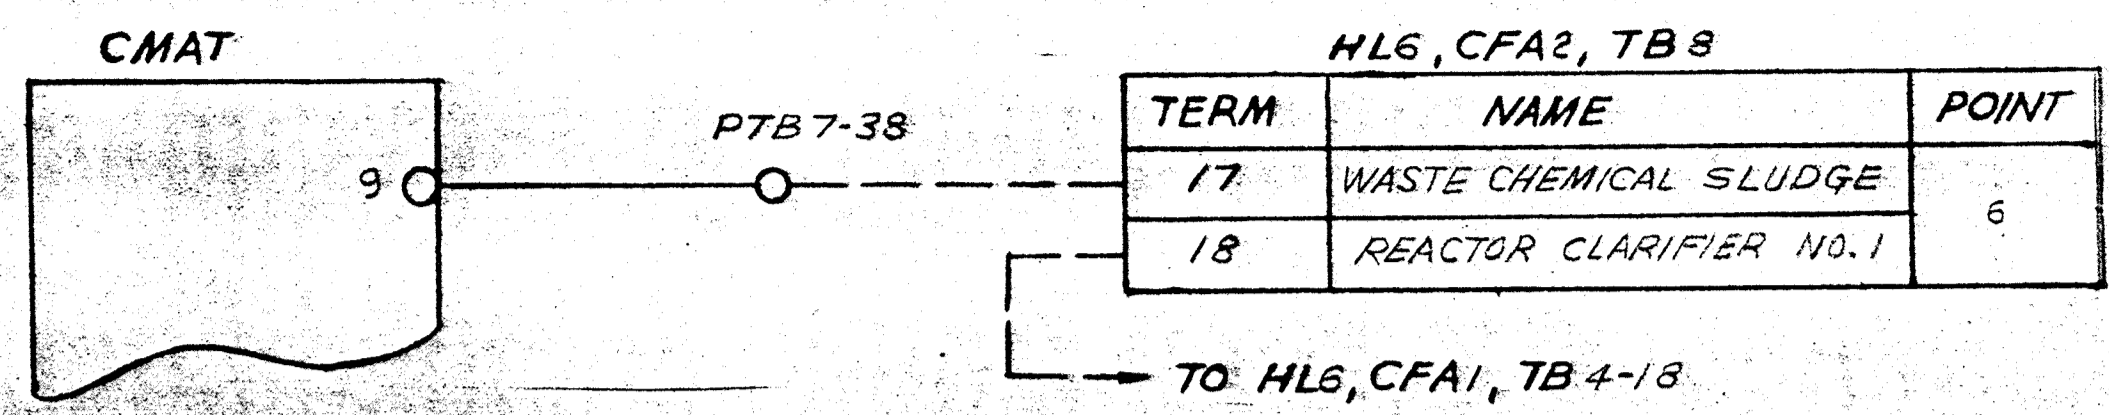 CMAT
HL6, CFA2, TB8
TERM NAME POINT
PTB7-38
9
17 WASTE CHEMICAL SLUDGE
6
18 REACTOR CLARIFIER NO. 1
TO HL6, CFA1, TB4-18